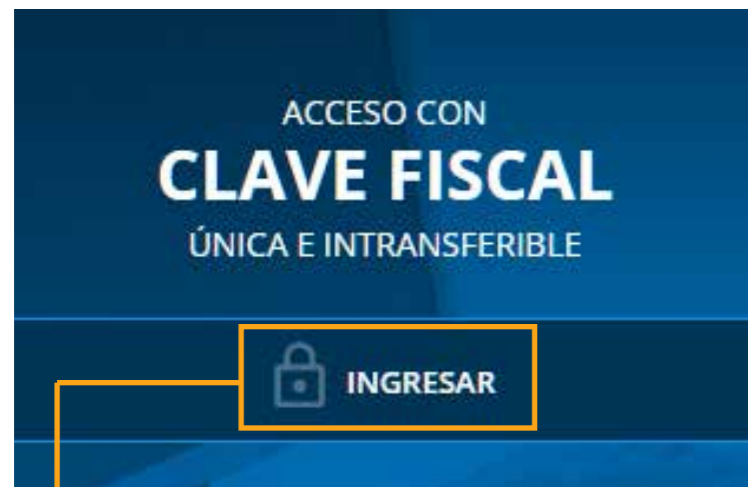 ACCESO CON
CLAVE FISCAL
ÚNICA E INTRANSFERIBLE
INGRESAR